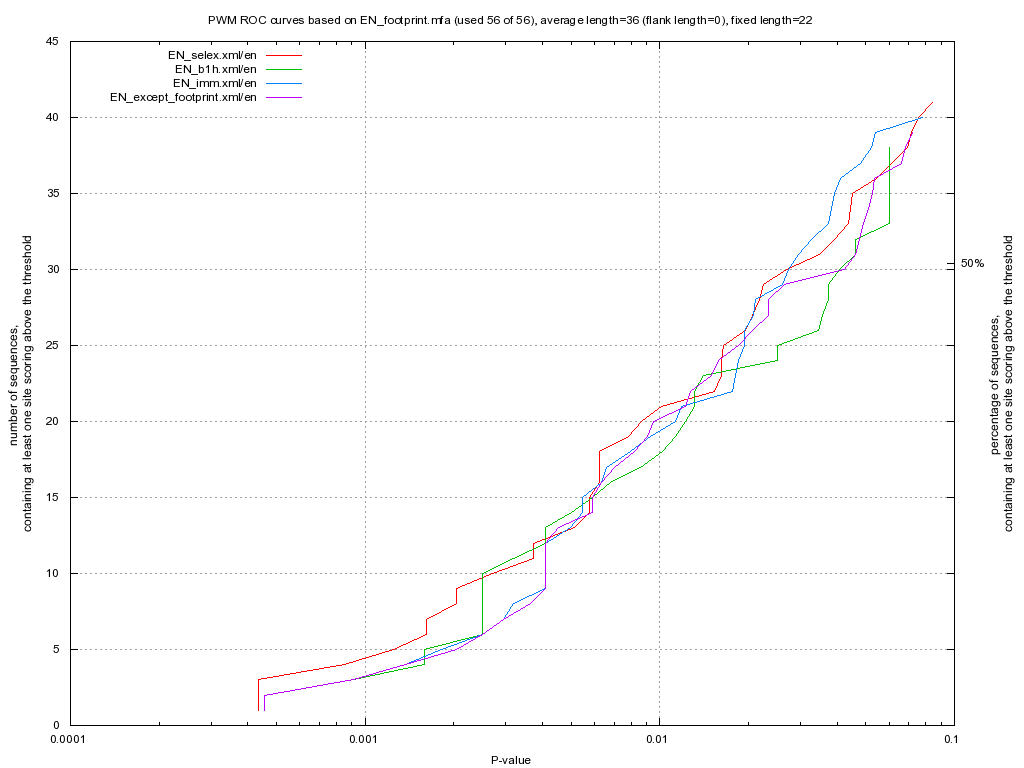 PWM ROC curves based on EN_footprint.mfa (used 56 of 56), average length=36 (flank length=0), fixed length=22
EN_selex.xml/en
EN_b1h.xml/en
EN_imm.xml/en
EN_except_footprint.xml/en
45
40
35
30
25
20
15
10
5
0
50%
number of sequences,
containing at least one site scoring above the threshold
percentage of sequences,
containing at least one site scoring above the threshold
0.0001
0.001
0.01
0.1
P-value